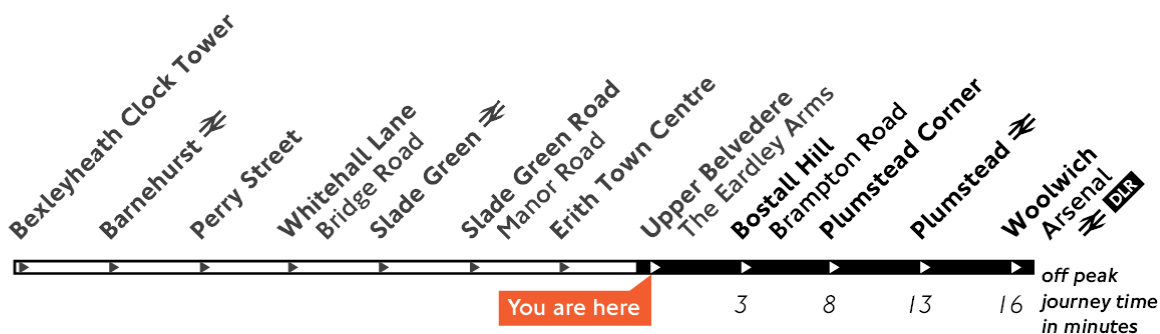 Bexleyheath Clock Tower
Barnehurst
Perry Street
Whitehall Lane
Bridge Road
Slade Green
Slade Green Road
Manor Road
Erith Town Centre
Upper Belvedere
The Eardley Arms
Bostall Hill
Brampton Road
Plumstead Corner
Plumstead
Woolwich
Arsenal
DLR
You are here
3 8 13 16
off peak
journey time
in minutes